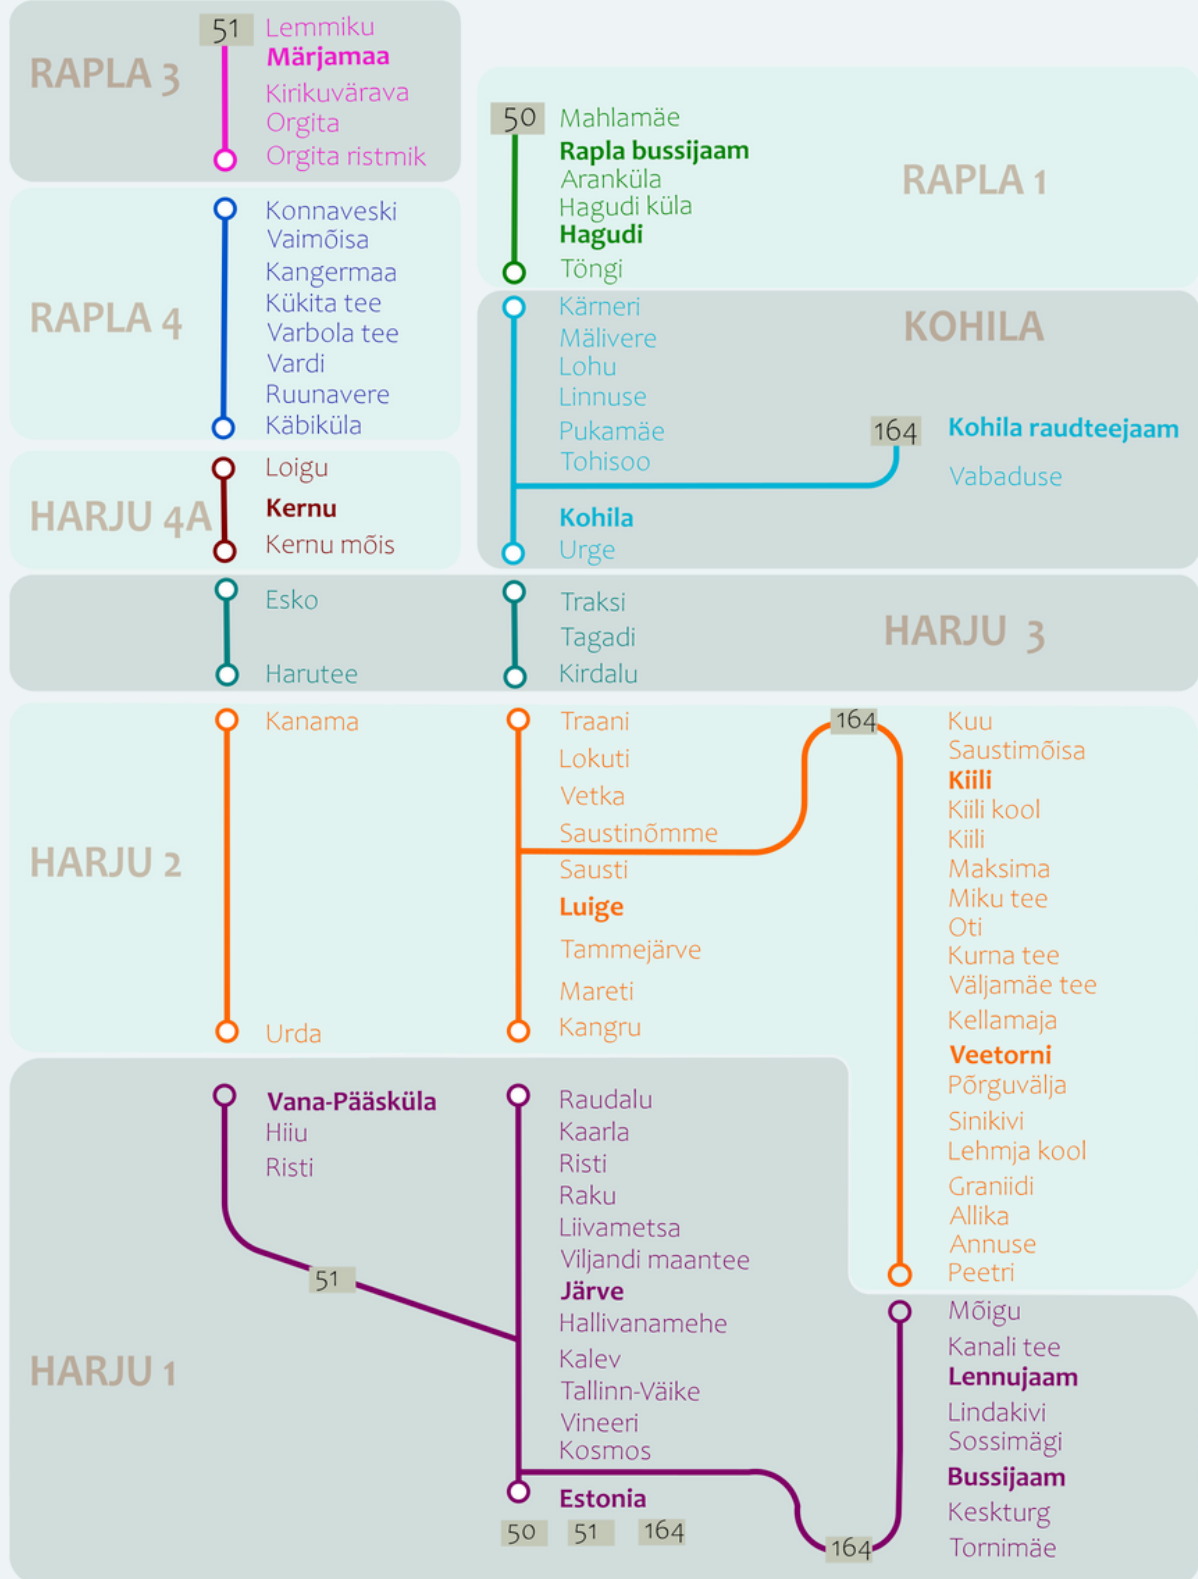 RAPLA 3
51
Lemmiku
Märjamaa
Kirikuvärava
Orgita
Orgita ristmik
RAPLA 1
50
Mahlamäe
Rapla bussijaam
Aranküla
Hagudi küla
Hagudi
Töngi
RAPLA 4
Konnaveski
Vaimõisa
Kangermaa
Kükita tee
Varbola tee
Vardi
Ruunavere
Käbiküla
KOHILA
Kärneri
Mälivere
Lohu
Linnuse
Pukamäe
Tohisoo
Kohila
Urge
164
Kohila raudteejaam
Vabaduse
HARJU 4A
Loigu
Kernu
Kernu mõis
HARJU 3
Esko
Harutee
Traksi
Tagadi
Kirdalu
HARJU 2
Kanama
Urda
Traani
Lokuti
Vetka
Saustinõmme
Sausti
Luige
Tammejärve
Mareti
Kangru
164
Kuu
Saustimõisa
Kiili
Kiili kool
Kiili
Maksima
Miku tee
Oti
Kurna tee
Väljamäe tee
Kellamaja
Veetorni
Põrguvälja
Sinikivi
Lehmja kool
Graniidi
Allika
Annuse
Peetri
HARJU 1
Vana-Pääsküla
Hiiu
Risti
51
Raudalu
Kaarla
Risti
Raku
Liivametsa
Viljandi maantee
Järve
Hallivanamehe
Kalev
Tallinn-Väike
Vineeri
Kosmos
Estonia
50 51 164
164
Mõigu
Kanali tee
Lennujaam
Lindakivi
Sossimägi
Bussijaam
Keskturg
Tornimäe